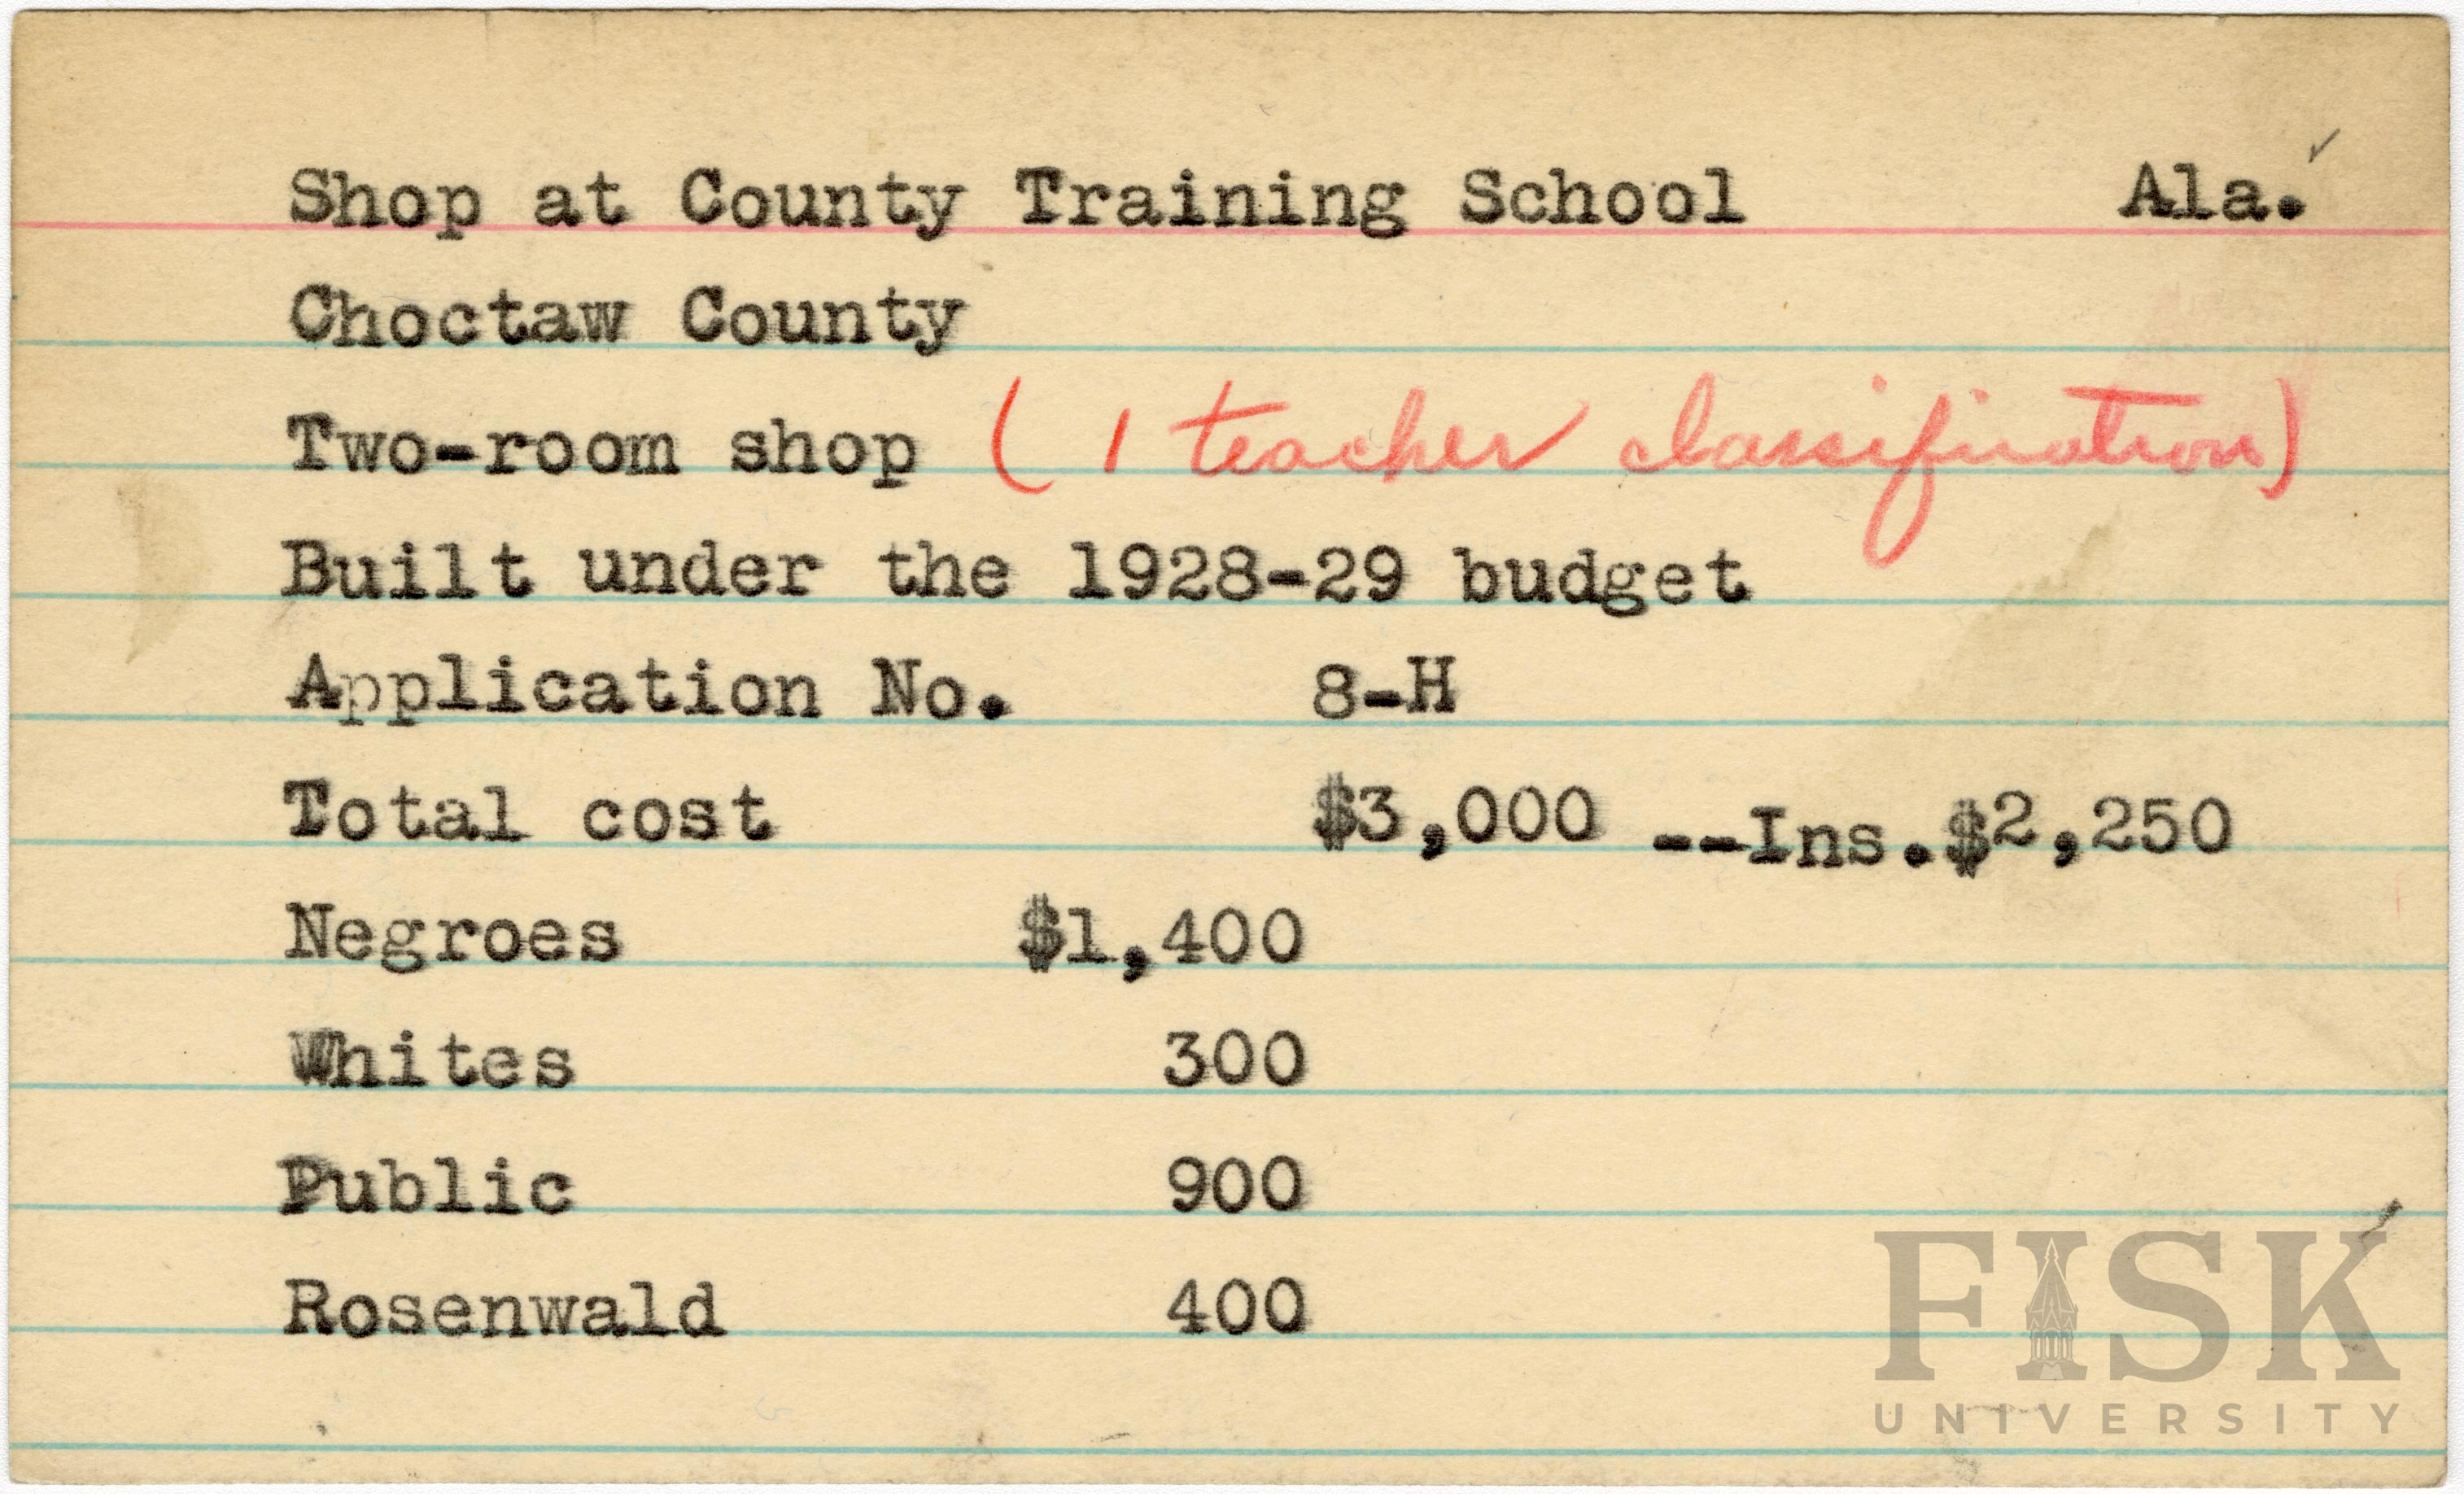 Shop at County Training School Ala.
Choctaw County
Two-room shop ( 1 teacher classification)
Built under the 1928-29 budget
Application No. 8-H
Total cost $3,000 --Ins.$2,250
Negroes $1,400
Whites 300
Public 900
Rosenwald 400
FISK
UNIVERSITY